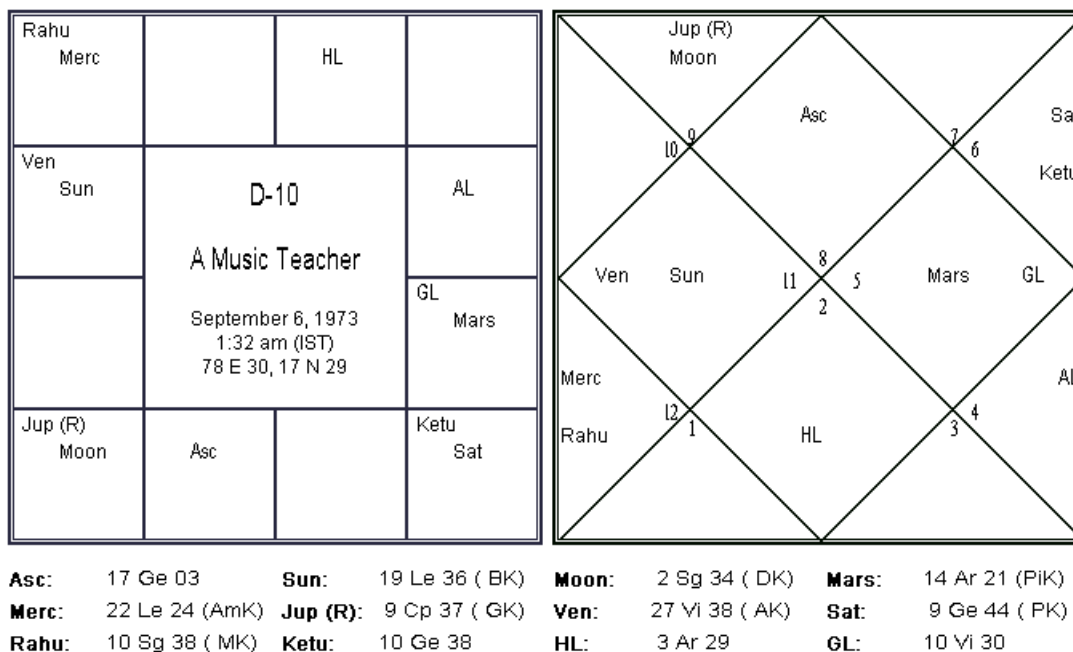 Rahu
Merc
HL
Ven
Sun
AL
D-10
A Music Teacher
September 6, 1973
1:32 am (IST)
78 E 30, 17 N 29
GL
Mars
Jup (R)
Moon
Asc
Ketu
Sat
Jup (R)
Moon
Asc
Sa
Ketu
9
10
7
6
Ven
Sun
8
11
5
2
Mars
GL
Merc
Rahu
12
1
HL
4
3
AL
Asc: 17 Ge 03 Sun: 19 Le 36 ( BK) Moon: 2 Sg 34 ( DK) Mars: 14 Ar 21 (PiK)
Merc: 22 Le 24 (AmK) Jup (R): 9 Cp 37 ( GK) Ven: 27 Vi 38 ( AK) Sat: 9 Ge 44 ( PK)
Rahu: 10 Sg 38 ( MK) Ketu: 10 Ge 38 HL: 3 Ar 29 GL: 10 Vi 30